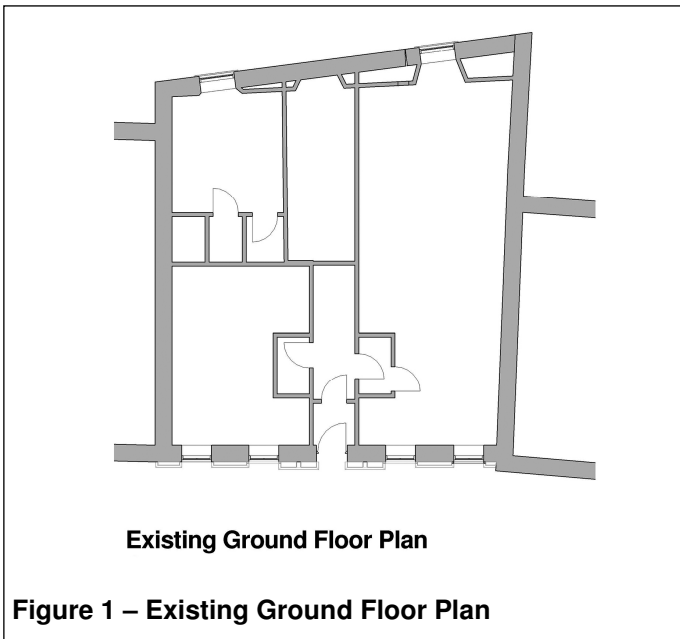 Existing Ground Floor Plan
Figure 1 – Existing Ground Floor Plan